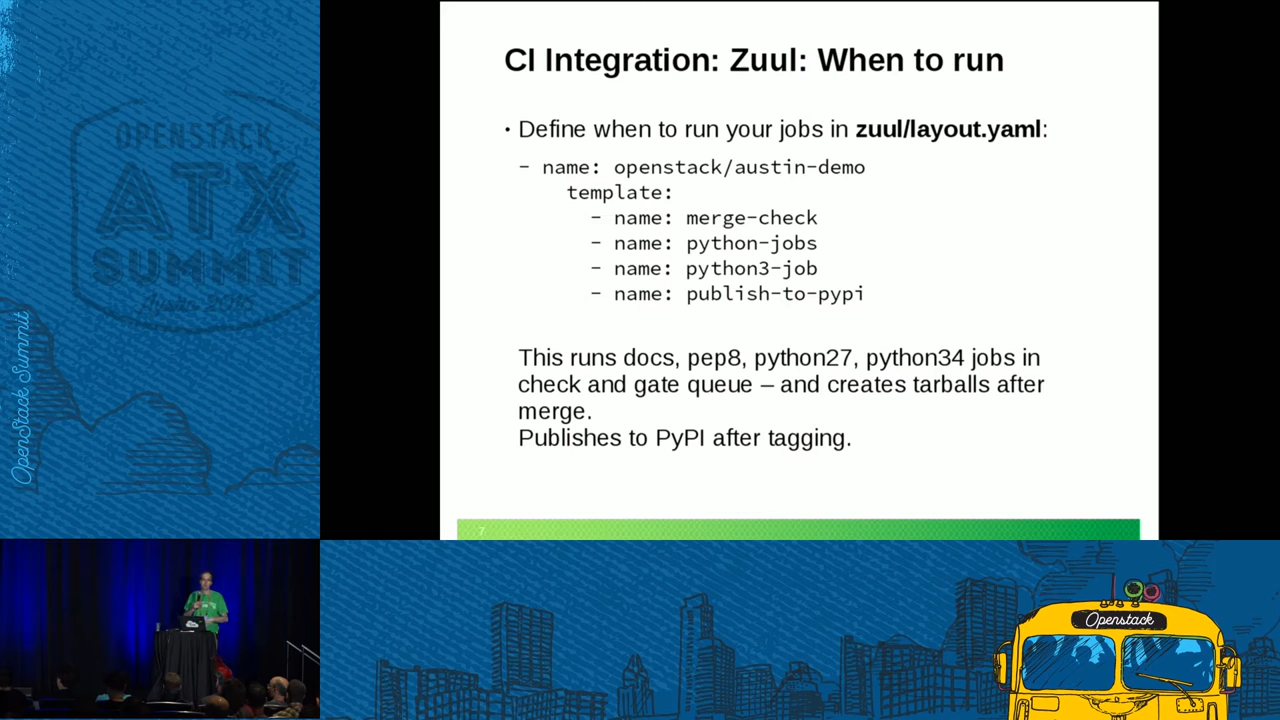 CI Integration: Zuul: When to run
• Define when to run your jobs in zuul/layout.yaml:
- name: openstack/austin-demo
template:
- name: merge-check
- name: python-jobs
- name: python3-job
- name: publish-to-pypi
This runs docs, pep8, python27, python34 jobs in
check and gate queue – and creates tarballs after
merge.
Publishes to PyPI after tagging.
7
OPENSTACK
ATX
SUMMIT
Austin 2016
OpenStack Summit
Openstack